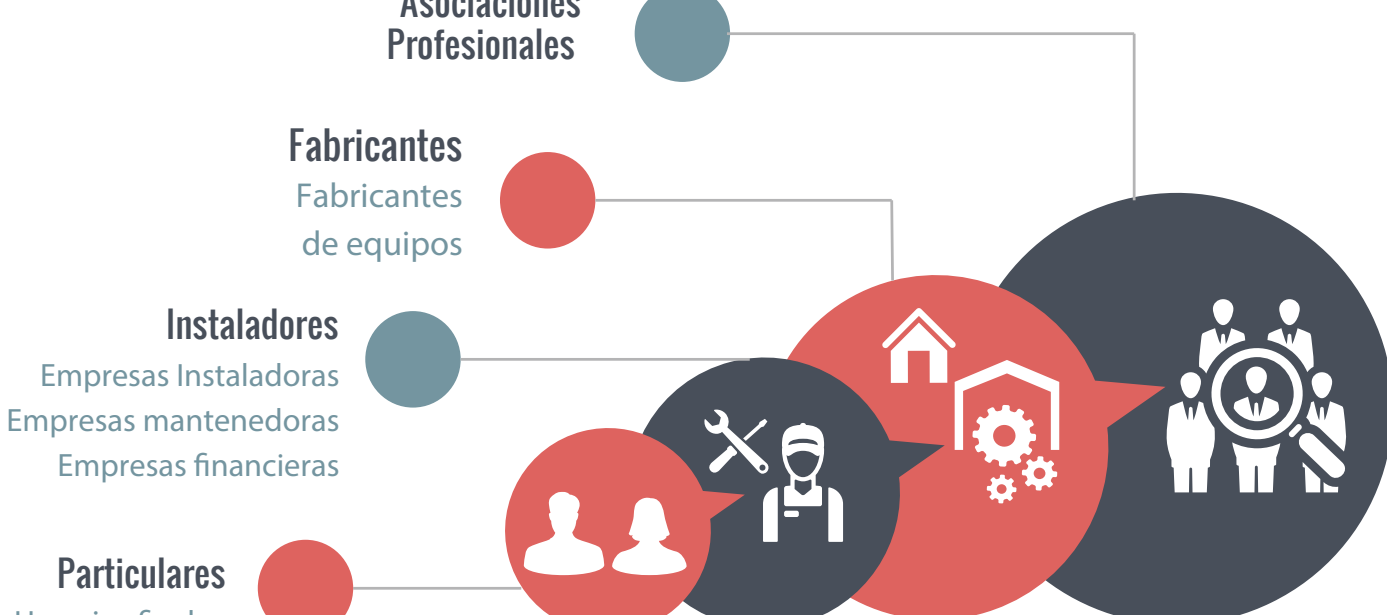 Asociaciones
Profesionales
Fabricantes
Fabricantes
de equipos
Instaladores
Empresas Instaladoras
Empresas mantenedoras
Empresas financieras
Particulares